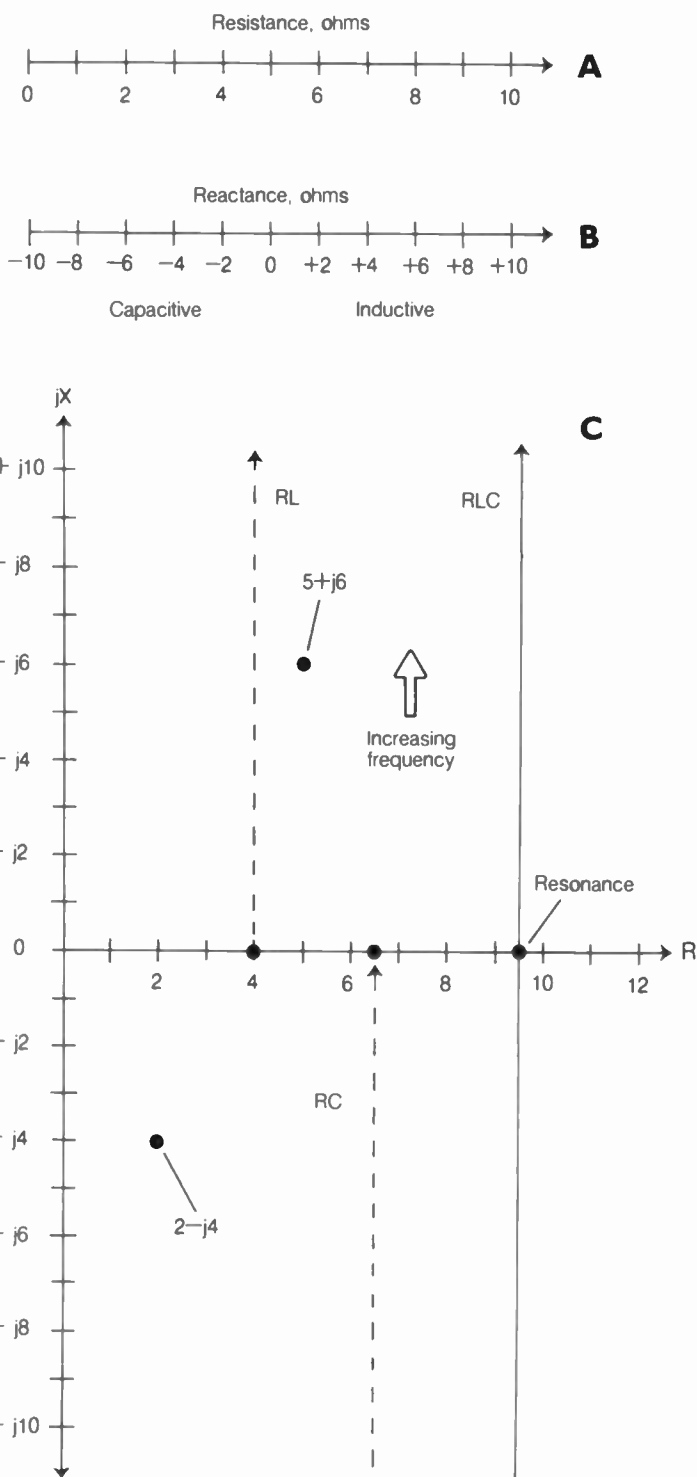 Resistance, ohms
A
0 2 4 6 8 10
Reactance, ohms
B
−10 −8 −6 −4 −2 0 +2 +4 +6 +8 +10
Capacitive Inductive
jX
C
+ j10
RL
RLC
j8
5+j6
j6
Increasing
frequency
j4
j2
Resonance
0
R
2 4 6 8 10 12
j2
RC
j4
2−j4
j6
j8
j10